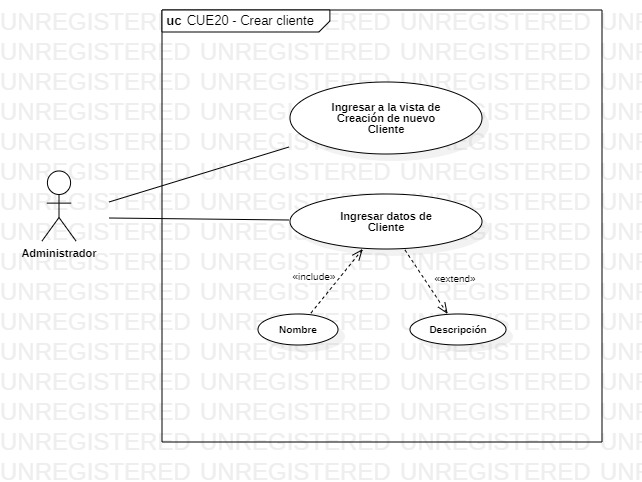 uc CUE20 - Crear cliente
Ingresar a la vista de
Creación de nuevo
Cliente
Administrador
Ingresar datos de
Cliente
«include»
«extend»
Nombre
Descripción
UNREGISTERED UNREGISTERED UNREGISTERED UN